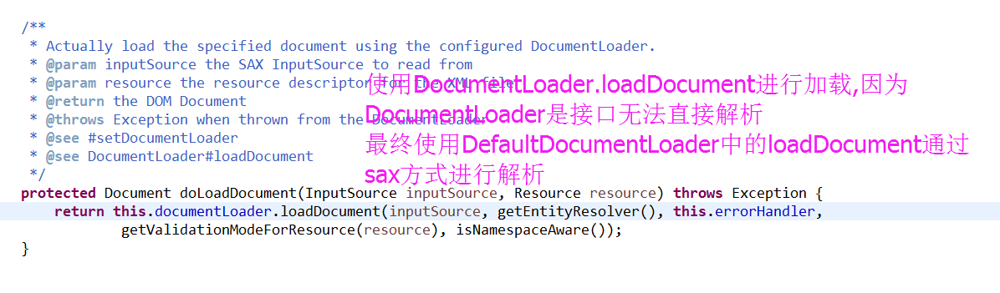 /**
* Actually load the specified document using the configured DocumentLoader.
* @param inputSource the SAX InputSource to read from
* @param resource the resource descriptor for the XML file
* @return the DOM Document
* @throws Exception when thrown from the DocumentLoader
* @see #setDocumentLoader
* @see DocumentLoader#loadDocument
*/
使用DocumentLoader.loadDocument进行加载,因为
DocumentLoader是接口无法直接解析
最终使用DefaultDocumentLoader中的loadDocument通过
sax方式进行解析
protected Document doLoadDocument(InputSource inputSource, Resource resource) throws Exception {
return this.documentLoader.loadDocument(inputSource, getEntityResolver(), this.errorHandler,
getValidationModeForResource(resource), isNamespaceAware());
}